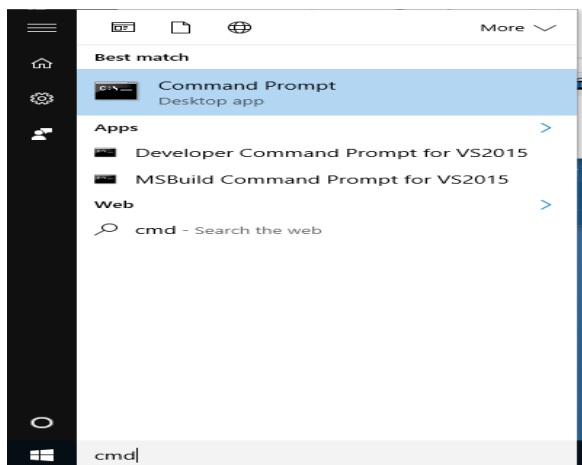 More
Best match
Command Prompt
Desktop app
Apps
Developer Command Prompt for VS2015
MSBuild Command Prompt for VS2015
Web
cmd - Search the web
cmd